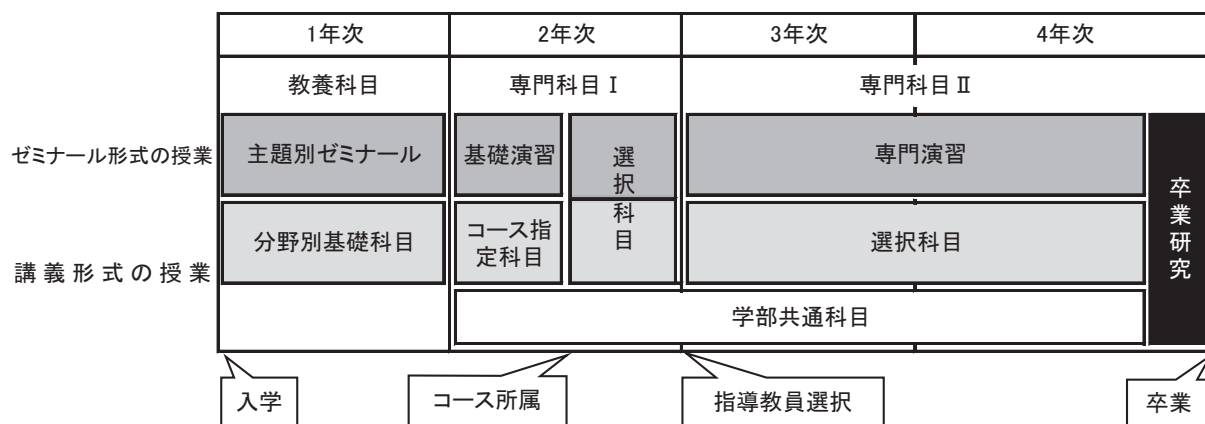 1年次
2年次
3年次
4年次
教養科目
専門科目Ⅰ
専門科目Ⅱ
ゼミナール形式の授業
主題別ゼミナール
基礎演習
選択科目
専門演習
卒業研究
講義形式の授業
分野別基礎科目
コース指
定科目
選択科目
学部共通科目
入学
コース所属
指導教員選択
卒業